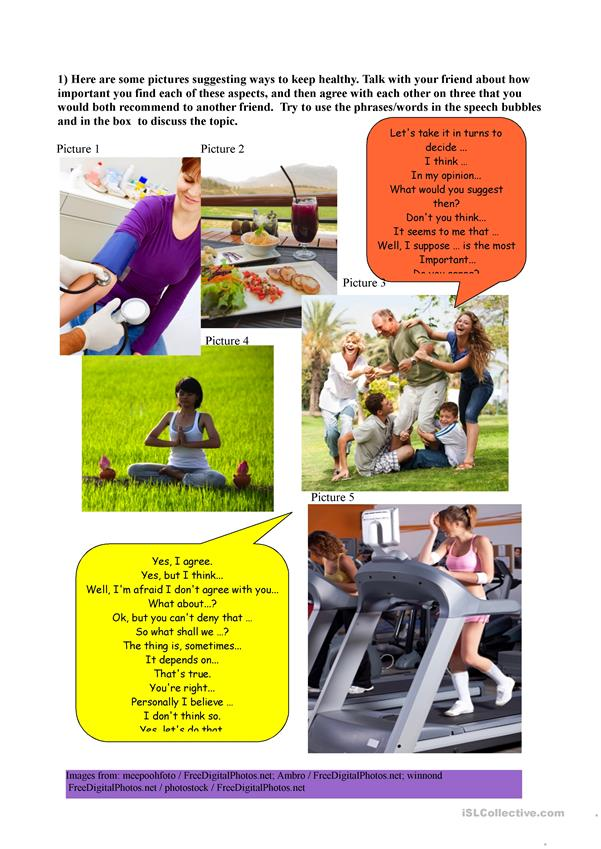 1) Here are some pictures suggesting ways to keep healthy. Talk with your friend about how
important you find each of these aspects, and then agree with each other on three that you
would both recommend to another friend. Try to use the phrases/words in the speech bubbles
and in the box to discuss the topic.
Picture 1
Picture 2
Let's take it in turns to
decide ...
I think ...
In my opinion...
What would you suggest
then?
Don't you think...
It seems to me that ...
Well, I suppose ... is the most
Important...
Do you agree?
Picture 3
Picture 4
Picture 5
Yes, I agree.
Yes, but I think...
Well, I'm afraid I don't agree with you...
What about...?
Ok, but you can't deny that ...
So what shall we ...?
The thing is, sometimes...
It depends on...
That's true.
You're right...
Personally I believe ...
I don't think so.
Yes, let's do that
Images from: meepoohfoto / FreeDigitalPhotos.net; Ambro / FreeDigitalPhotos.net; winnond
FreeDigitalPhotos.net / photostock / FreeDigitalPhotos.net
iSLCollective.com